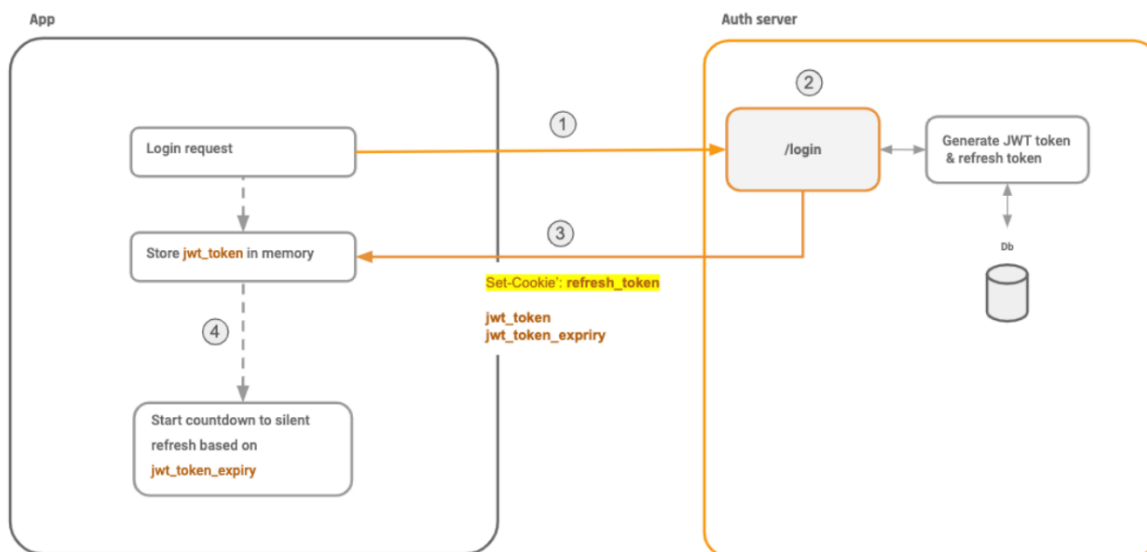 App
Auth server
1
2
Login request
/login
Generate JWT token
& refresh token
3
Store jwt_token in memory
Db
Set-Cookie': refresh_token
jwt_token
jwt_token_expriry
4
Start countdown to silent
refresh based on
jwt_token_expiry